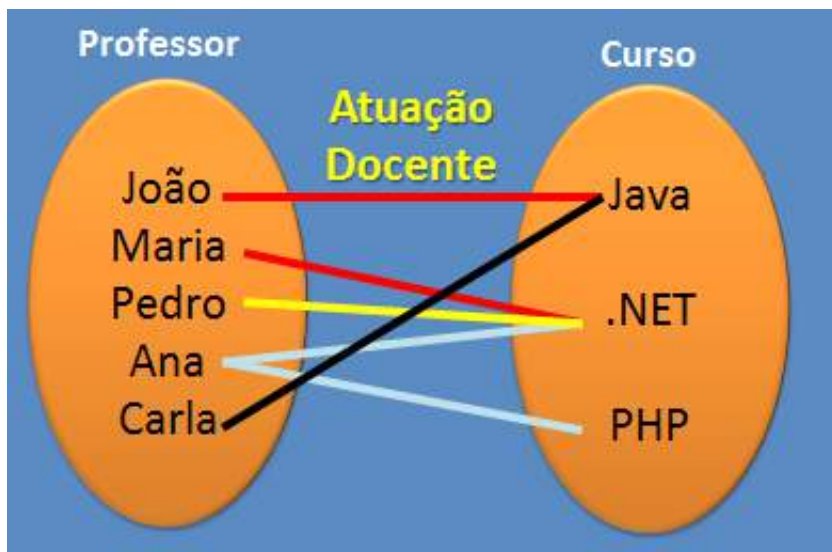 Professor
Curso
Atuação
Docente
João
Maria
Pedro
Ana
Carla
Java
.NET
PHP